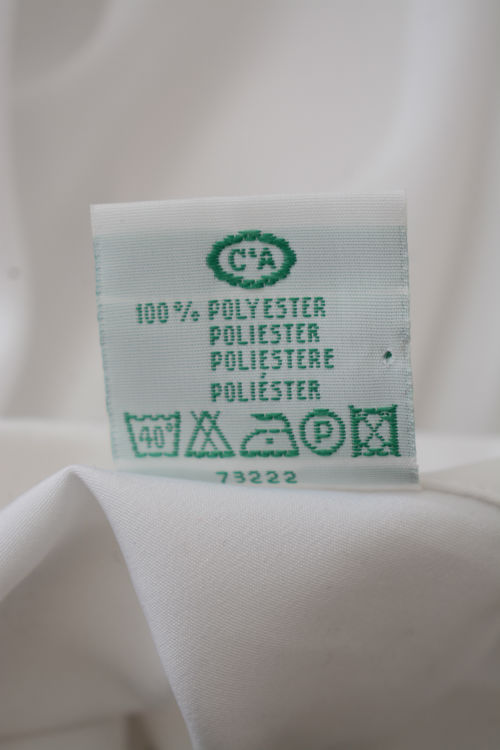 C&A
100% POLYESTER
POLIESTER
POLIESTERE
POLIÉSTER
40° P
73222